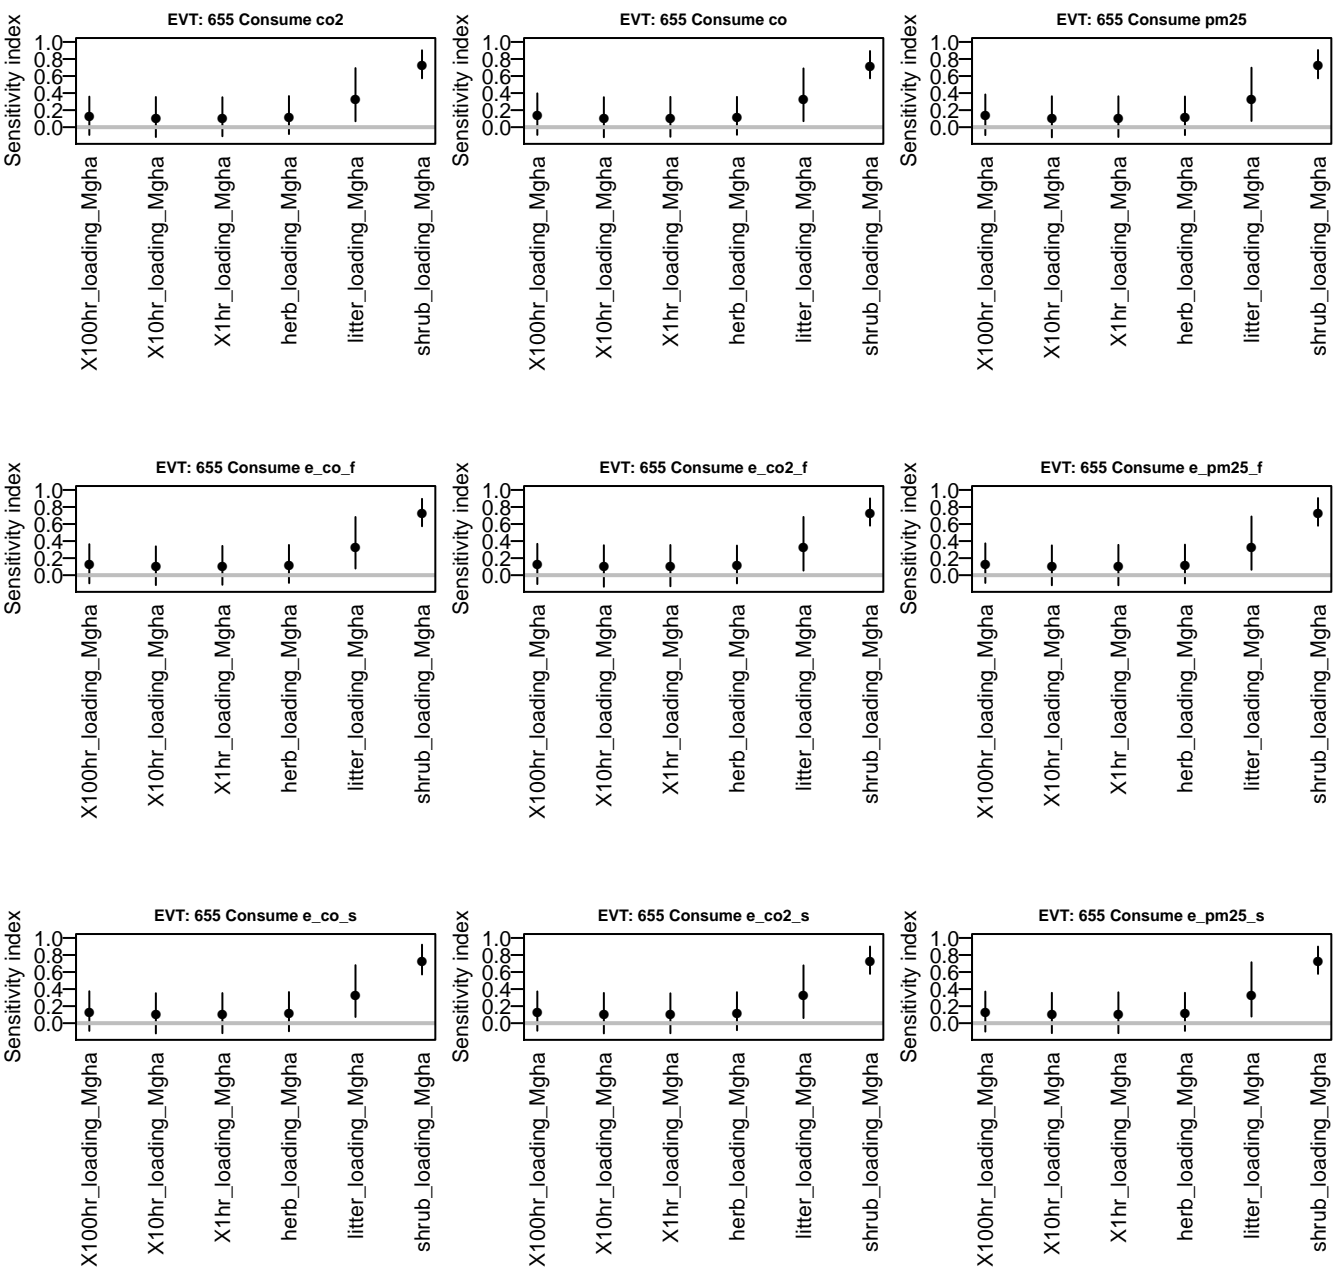 EVT: 655 Consume co2
Sensitivity index
1.0
0.8
0.6
0.4
0.2
0.0
X100hr_loading_Mgha
X10hr_loading_Mgha
X1hr_loading_Mgha
herb_loading_Mgha
litter_loading_Mgha
shrub_loading_Mgha
EVT: 655 Consume co
Sensitivity index
1.0
0.8
0.6
0.4
0.2
0.0
X100hr_loading_Mgha
X10hr_loading_Mgha
X1hr_loading_Mgha
herb_loading_Mgha
litter_loading_Mgha
shrub_loading_Mgha
EVT: 655 Consume pm25
Sensitivity index
1.0
0.8
0.6
0.4
0.2
0.0
X100hr_loading_Mgha
X10hr_loading_Mgha
X1hr_loading_Mgha
herb_loading_Mgha
litter_loading_Mgha
shrub_loading_Mgha
EVT: 655 Consume e_co_f
Sensitivity index
1.0
0.8
0.6
0.4
0.2
0.0
X100hr_loading_Mgha
X10hr_loading_Mgha
X1hr_loading_Mgha
herb_loading_Mgha
litter_loading_Mgha
shrub_loading_Mgha
EVT: 655 Consume e_co2_f
Sensitivity index
1.0
0.8
0.6
0.4
0.2
0.0
X100hr_loading_Mgha
X10hr_loading_Mgha
X1hr_loading_Mgha
herb_loading_Mgha
litter_loading_Mgha
shrub_loading_Mgha
EVT: 655 Consume e_pm25_f
Sensitivity index
1.0
0.8
0.6
0.4
0.2
0.0
X100hr_loading_Mgha
X10hr_loading_Mgha
X1hr_loading_Mgha
herb_loading_Mgha
litter_loading_Mgha
shrub_loading_Mgha
EVT: 655 Consume e_co_s
Sensitivity index
1.0
0.8
0.6
0.4
0.2
0.0
X100hr_loading_Mgha
X10hr_loading_Mgha
X1hr_loading_Mgha
herb_loading_Mgha
litter_loading_Mgha
shrub_loading_Mgha
EVT: 655 Consume e_co2_s
Sensitivity index
1.0
0.8
0.6
0.4
0.2
0.0
X100hr_loading_Mgha
X10hr_loading_Mgha
X1hr_loading_Mgha
herb_loading_Mgha
litter_loading_Mgha
shrub_loading_Mgha
EVT: 655 Consume e_pm25_s
Sensitivity index
1.0
0.8
0.6
0.4
0.2
0.0
X100hr_loading_Mgha
X10hr_loading_Mgha
X1hr_loading_Mgha
herb_loading_Mgha
litter_loading_Mgha
shrub_loading_Mgha